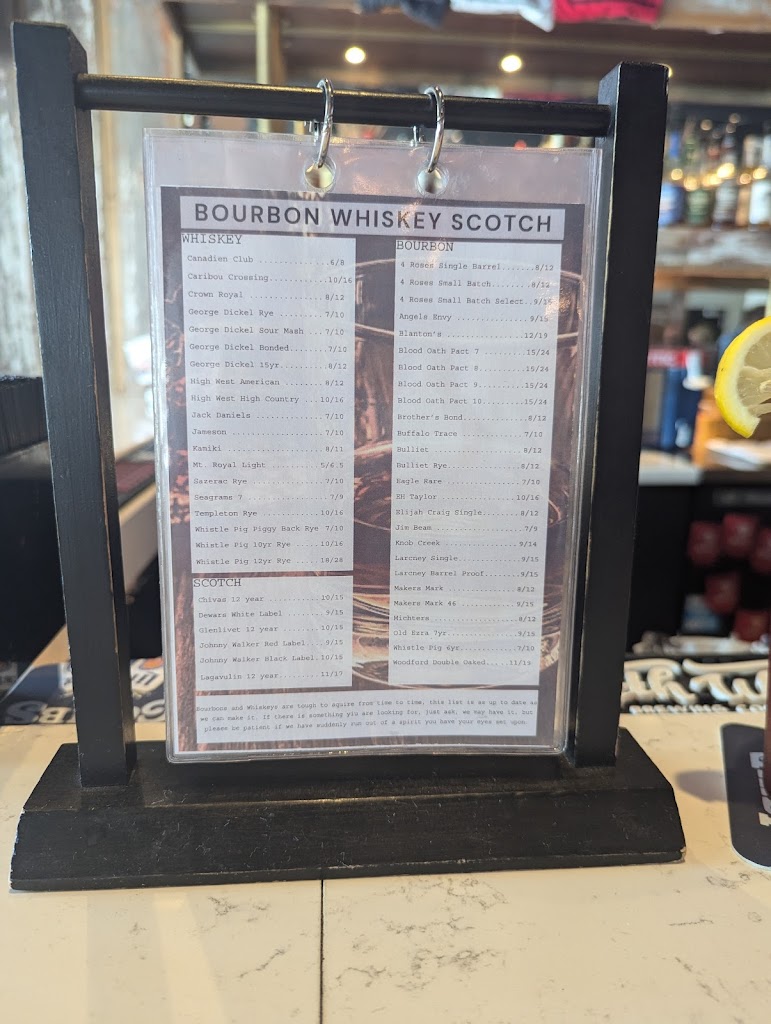 BOURBON WHISKEY SCOTCH
WHISKEY
Canadien Club ..............6/8
Caribou Crossing............10/16
Crown Royal ................8/12
George Dickel Rye ..........7/10
George Dickel Sour Mash ...7/10
George Dickel Bonded........7/10
George Dickel 15yr..........8/12
High West American .........8/12
High West High Country ...10/16
Jack Daniels ...............7/10
Jameson ....................7/10
Kamiki .....................8/11
Mt. Royal Light ............5/6.5
Sazerac Rye ................7/10
Seagrams 7 .................7/9
Templeton Rye .............10/16
Whistle Pig Piggy Back Rye 7/10
Whistle Pig 10yr Rye ......10/16
Whistle Pig 12yr Rye ......18/28
SCOTCH
Chivas 12 year ............10/15
Dewars White Label ........9/15
Glenlivet 12 year .........10/15
Johnny Walker Red Label....9/15
Johnny Walker Black Label.10/15
Lagavulin 12 year .........11/17
BOURBON
4 Roses Single Barrel.......8/12
4 Roses Small Batch.........8/12
4 Roses Small Batch Select..9/15
Angels Envy ................9/15
Blanton's .................12/19
Blood Oath Pact 7 .........15/24
Blood Oath Pact 8..........15/24
Blood Oath Pact 9..........15/24
Blood Oath Pact 10.........15/24
Brother's Bond..............8/12
Buffalo Trace ..............7/10
Bulliet ....................8/12
Bulliet Rye.................8/12
Eagle Rare .................7/10
EH Taylor .................10/16
Elijah Craig Single.........8/12
Jim Beam ...................7/9
Knob Creek .................9/14
Larcney Single..............9/15
Larcney Barrel Proof........9/15
Makers Mark ................8/12
Makers Mark 46 .............9/15
Michters ...................8/12
Old Ezra 7yr................9/15
Whistle Pig 6yr.............7/10
Woodford Double Oaked.....11/19
Bourbons and Whiskeys are tough to aquire from time to time, this list is as up to date as
we can make it. If there is something you are looking for, just ask, we may have it, but
please be patient if we have suddenly run out of a spirit you have your eyes set upon.